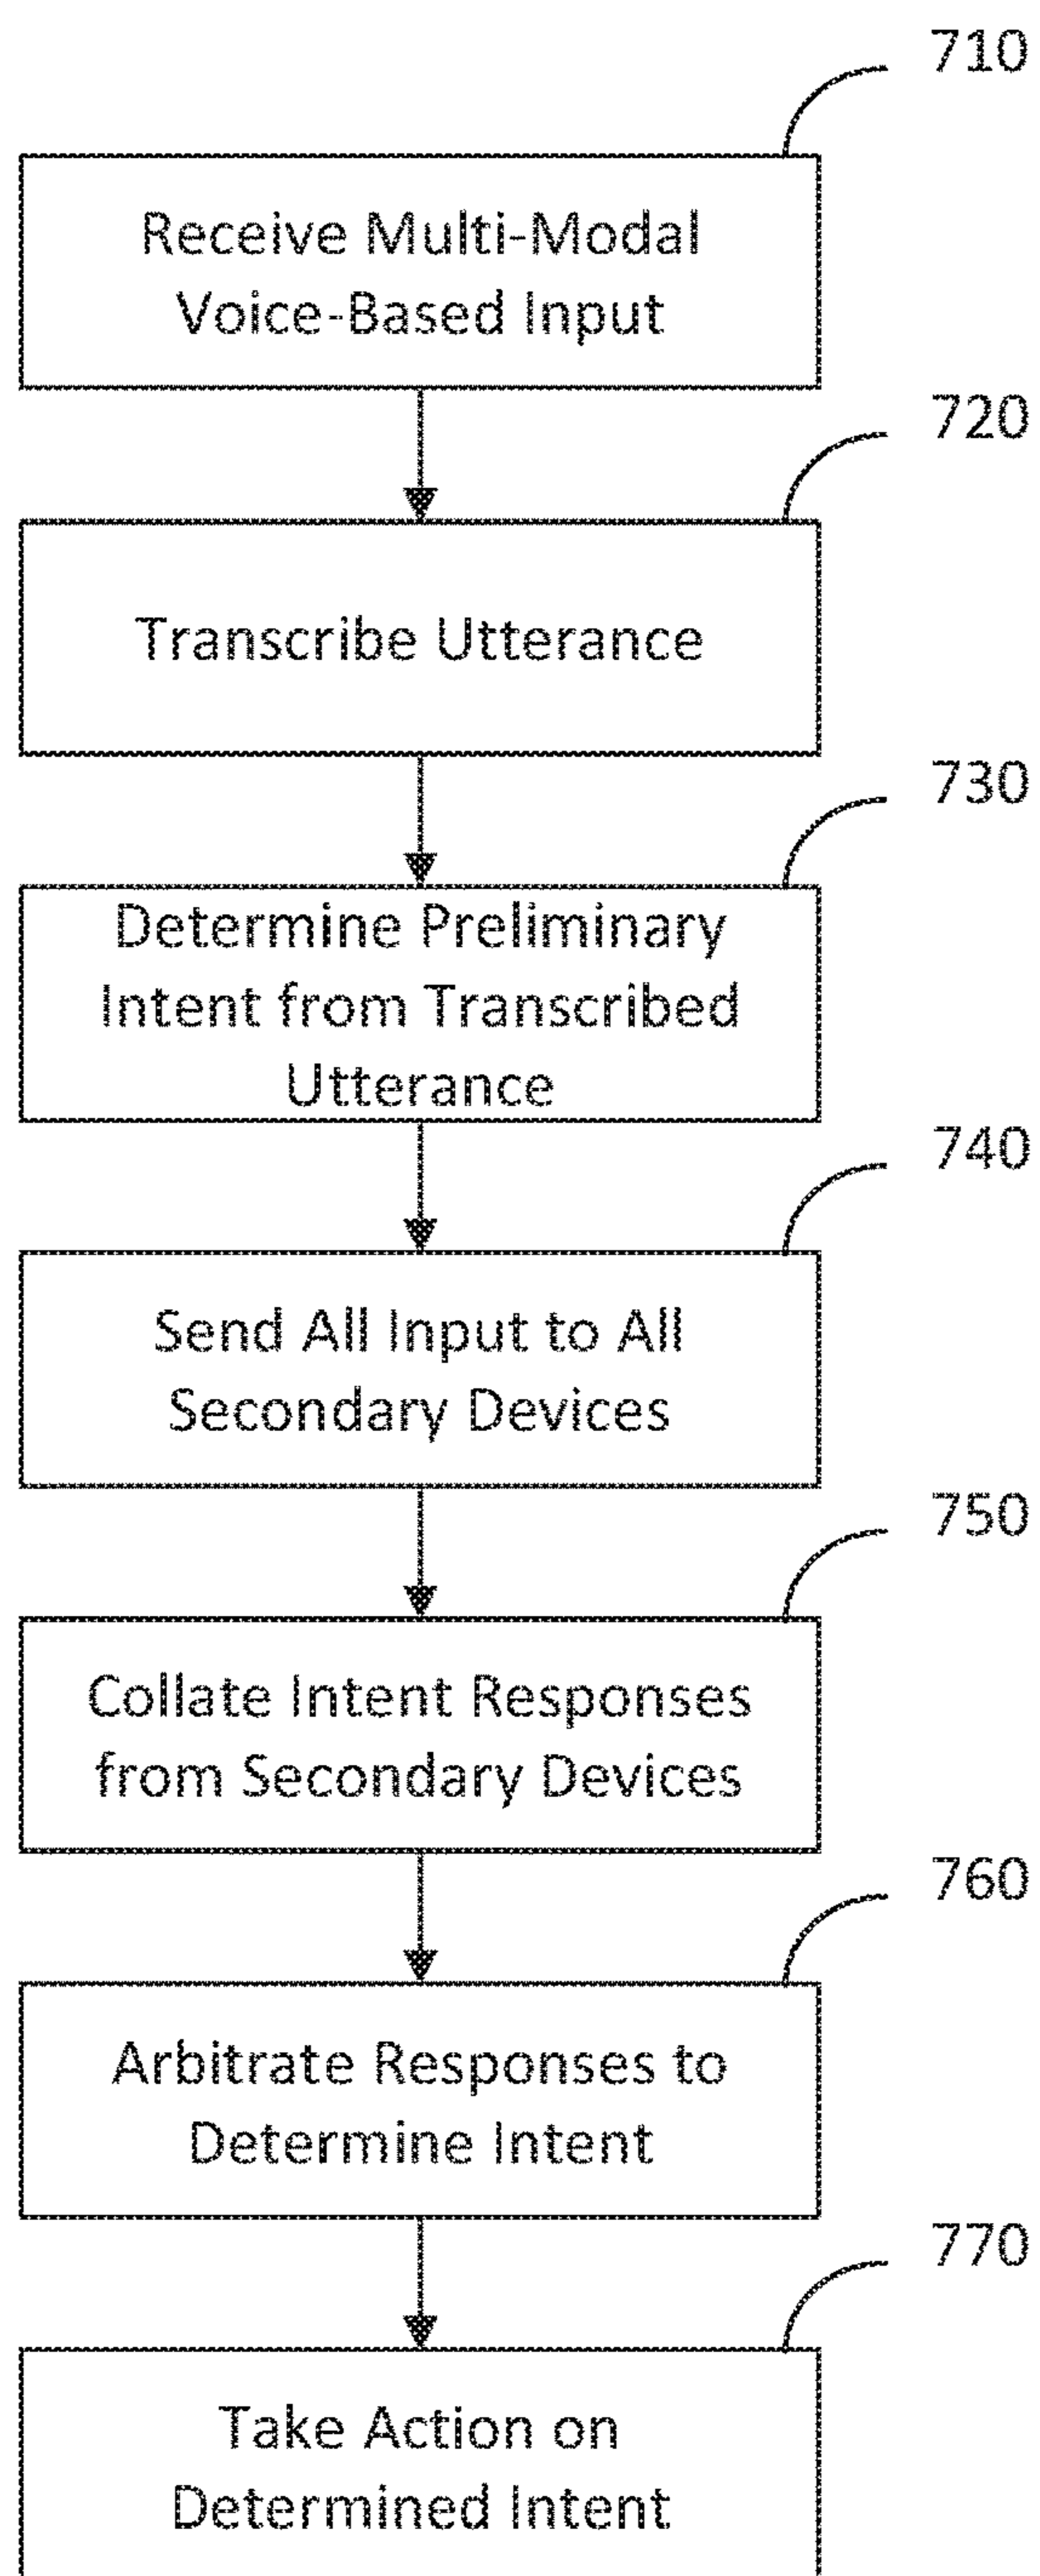 710
Receive Multi-Modal
Voice-Based Input
720
Transcribe Utterance
730
Determine Preliminary
Intent from Transcribed
Utterance
740
Send All Input to All
Secondary Devices
750
Collate Intent Responses
from Secondary Devices
760
Arbitrate Responses to
Determine Intent
770
Take Action on
Determined Intent